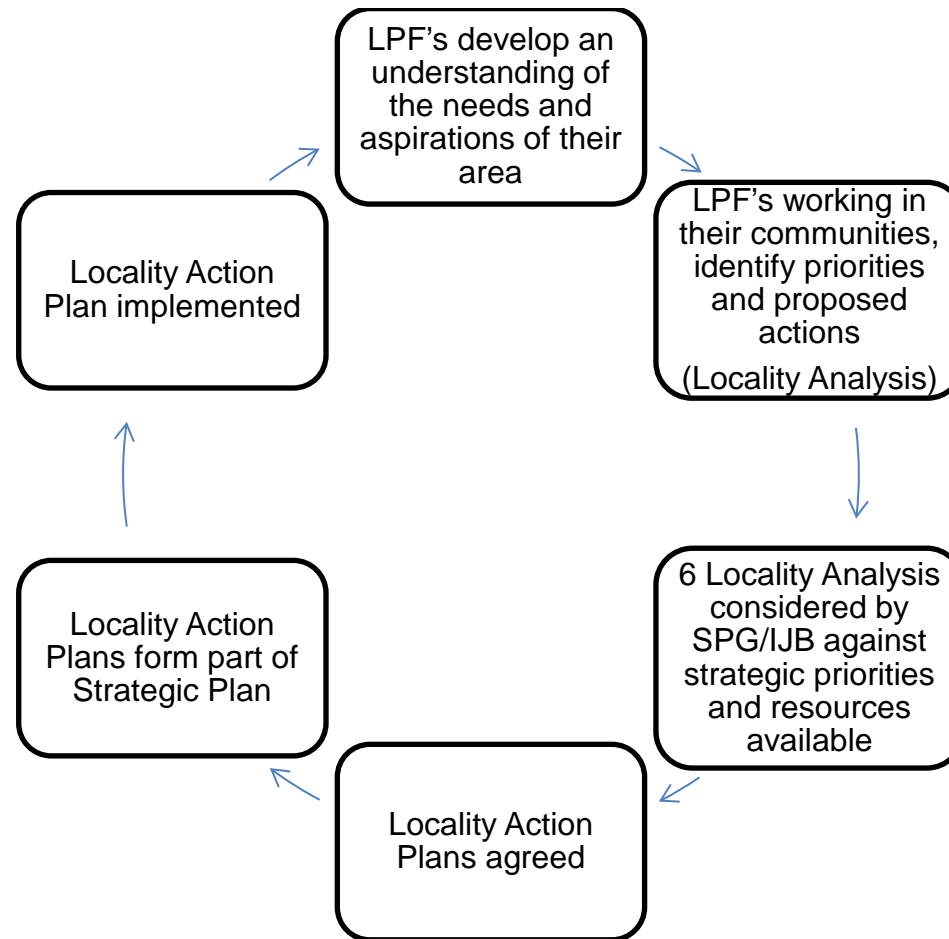 LPF’s develop an
understanding of
the needs and
aspirations of their
area
LPF’s working in
their communities,
identify priorities
and proposed
actions
(Locality Analysis)
6 Locality Analysis
considered by
SPG/IJB against
strategic priorities
and resources
available
Locality Action
Plans agreed
Locality Action
Plans form part of
Strategic Plan
Locality Action
Plan implemented